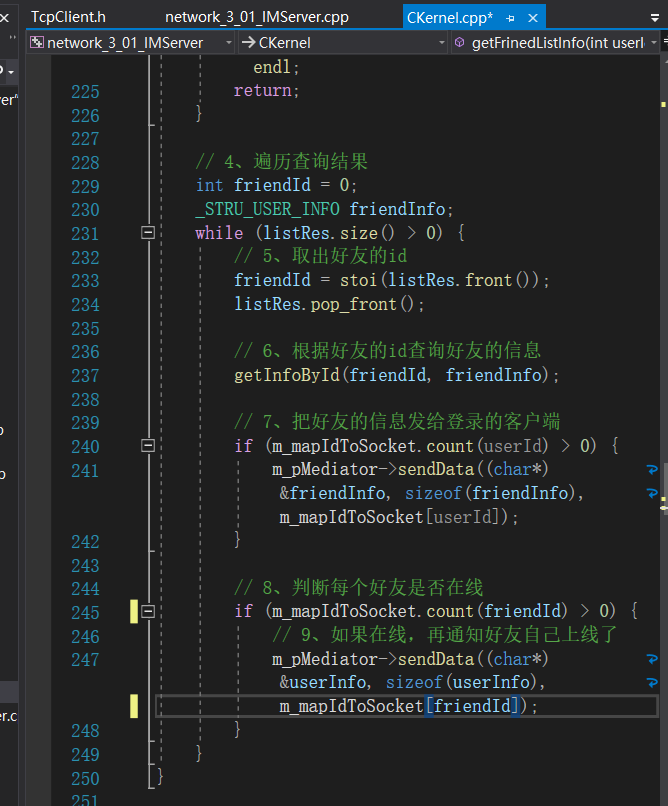 TcpClient.h network_3_01_IMServer.cpp CKernel.cpp*
network_3_01_IMServer CKernel getFrinedListInfo(int userI
endl;
225 return;
226 }
227
228 // 4、遍历查询结果
229 int friendId = 0;
230 _STRU_USER_INFO friendInfo;
231 while (listRes.size() > 0) {
232 // 5、取出好友的id
233 friendId = stoi(listRes.front());
234 listRes.pop_front();
235
236 // 6、根据好友的id查询好友的信息
237 getInfoById(friendId, friendInfo);
238
239 // 7、把好友的信息发给登录的客户端
240 if (m_mapIdToSocket.count(userId) > 0) {
241 m_pMediator->sendData((char*)
&friendInfo, sizeof(friendInfo),
m_mapIdToSocket[userId]);
242 }
243
244 // 8、判断每个好友是否在线
245 if (m_mapIdToSocket.count(friendId) > 0) {
246 // 9、如果在线，再通知好友自己上线了
247 m_pMediator->sendData((char*)
&userInfo, sizeof(userInfo),
m_mapIdToSocket[friendId]);
248 }
249 }
250 }
251